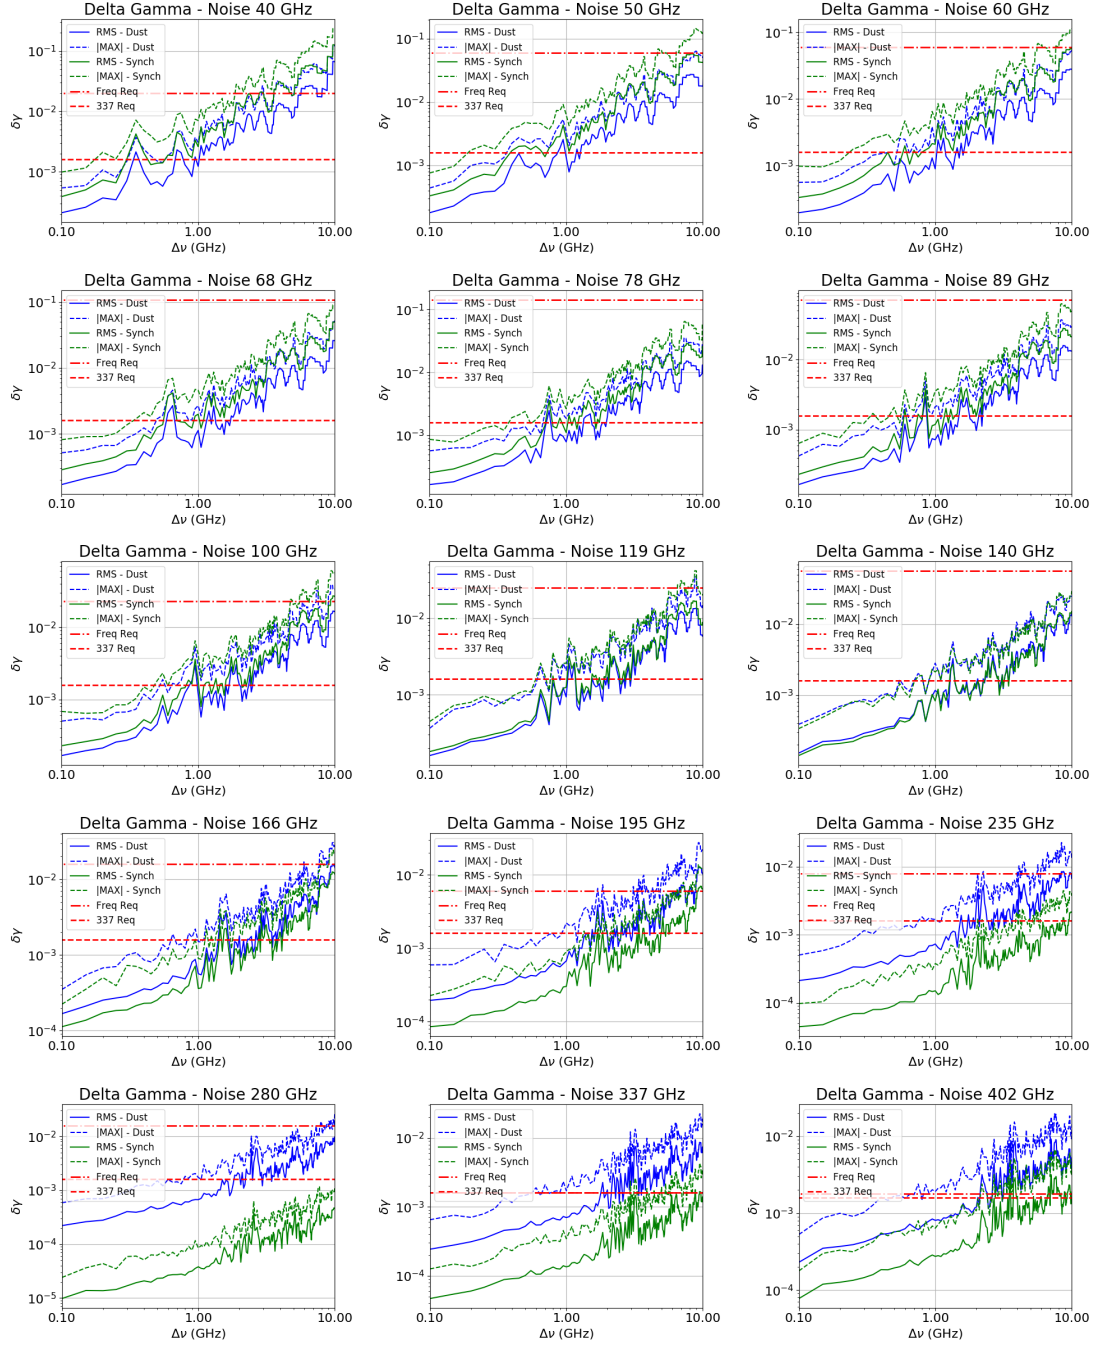 Delta Gamma - Noise 40 GHz
δγ
10⁻¹
10⁻²
10⁻³
RMS - Dust
|MAX| - Dust
RMS - Synch
|MAX| - Synch
Freq Req
337 Req
0.10 1.00 10.00
Δν (GHz)
Delta Gamma - Noise 50 GHz
δγ
10⁻¹
10⁻²
10⁻³
RMS - Dust
|MAX| - Dust
RMS - Synch
|MAX| - Synch
Freq Req
337 Req
0.10 1.00 10.00
Δν (GHz)
Delta Gamma - Noise 60 GHz
δγ
10⁻¹
10⁻²
10⁻³
RMS - Dust
|MAX| - Dust
RMS - Synch
|MAX| - Synch
Freq Req
337 Req
0.10 1.00 10.00
Δν (GHz)
Delta Gamma - Noise 68 GHz
δγ
10⁻¹
10⁻²
10⁻³
RMS - Dust
|MAX| - Dust
RMS - Synch
|MAX| - Synch
Freq Req
337 Req
0.10 1.00 10.00
Δν (GHz)
Delta Gamma - Noise 78 GHz
δγ
10⁻¹
10⁻²
10⁻³
RMS - Dust
|MAX| - Dust
RMS - Synch
|MAX| - Synch
Freq Req
337 Req
0.10 1.00 10.00
Δν (GHz)
Delta Gamma - Noise 89 GHz
δγ
10⁻²
10⁻³
RMS - Dust
|MAX| - Dust
RMS - Synch
|MAX| - Synch
Freq Req
337 Req
0.10 1.00 10.00
Δν (GHz)
Delta Gamma - Noise 100 GHz
δγ
10⁻²
10⁻³
RMS - Dust
|MAX| - Dust
RMS - Synch
|MAX| - Synch
Freq Req
337 Req
0.10 1.00 10.00
Δν (GHz)
Delta Gamma - Noise 119 GHz
δγ
10⁻²
10⁻³
RMS - Dust
|MAX| - Dust
RMS - Synch
|MAX| - Synch
Freq Req
337 Req
0.10 1.00 10.00
Δν (GHz)
Delta Gamma - Noise 140 GHz
δγ
10⁻²
10⁻³
RMS - Dust
|MAX| - Dust
RMS - Synch
|MAX| - Synch
Freq Req
337 Req
0.10 1.00 10.00
Δν (GHz)
Delta Gamma - Noise 166 GHz
δγ
10⁻²
10⁻³
10⁻⁴
RMS - Dust
|MAX| - Dust
RMS - Synch
|MAX| - Synch
Freq Req
337 Req
0.10 1.00 10.00
Δν (GHz)
Delta Gamma - Noise 195 GHz
δγ
10⁻²
10⁻³
10⁻⁴
RMS - Dust
|MAX| - Dust
RMS - Synch
|MAX| - Synch
Freq Req
337 Req
0.10 1.00 10.00
Δν (GHz)
Delta Gamma - Noise 235 GHz
δγ
10⁻²
10⁻³
10⁻⁴
RMS - Dust
|MAX| - Dust
RMS - Synch
|MAX| - Synch
Freq Req
337 Req
0.10 1.00 10.00
Δν (GHz)
Delta Gamma - Noise 280 GHz
δγ
10⁻²
10⁻³
10⁻⁴
10⁻⁵
RMS - Dust
|MAX| - Dust
RMS - Synch
|MAX| - Synch
Freq Req
337 Req
0.10 1.00 10.00
Δν (GHz)
Delta Gamma - Noise 337 GHz
δγ
10⁻²
10⁻³
10⁻⁴
RMS - Dust
|MAX| - Dust
RMS - Synch
|MAX| - Synch
Freq Req
337 Req
0.10 1.00 10.00
Δν (GHz)
Delta Gamma - Noise 402 GHz
δγ
10⁻²
10⁻³
10⁻⁴
RMS - Dust
|MAX| - Dust
RMS - Synch
|MAX| - Synch
Freq Req
337 Req
0.10 1.00 10.00
Δν (GHz)